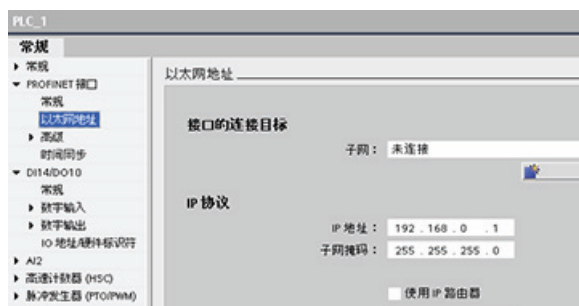 PLC_1
常规
常规
PROFINET 接口
常规
以太网地址
高级
时间同步
DI14/DO10
常规
数字输入
数字输出
IO 地址/硬件标识符
AI2
高速计数器 (HSC)
脉冲发生器 (PTO/PWM)
以太网地址
接口的连接目标
子网： 未连接
IP 协议
IP 地址： 192 . 168 . 0 . 1
子网掩码： 255 . 255 . 255 . 0
使用 IP 路由器